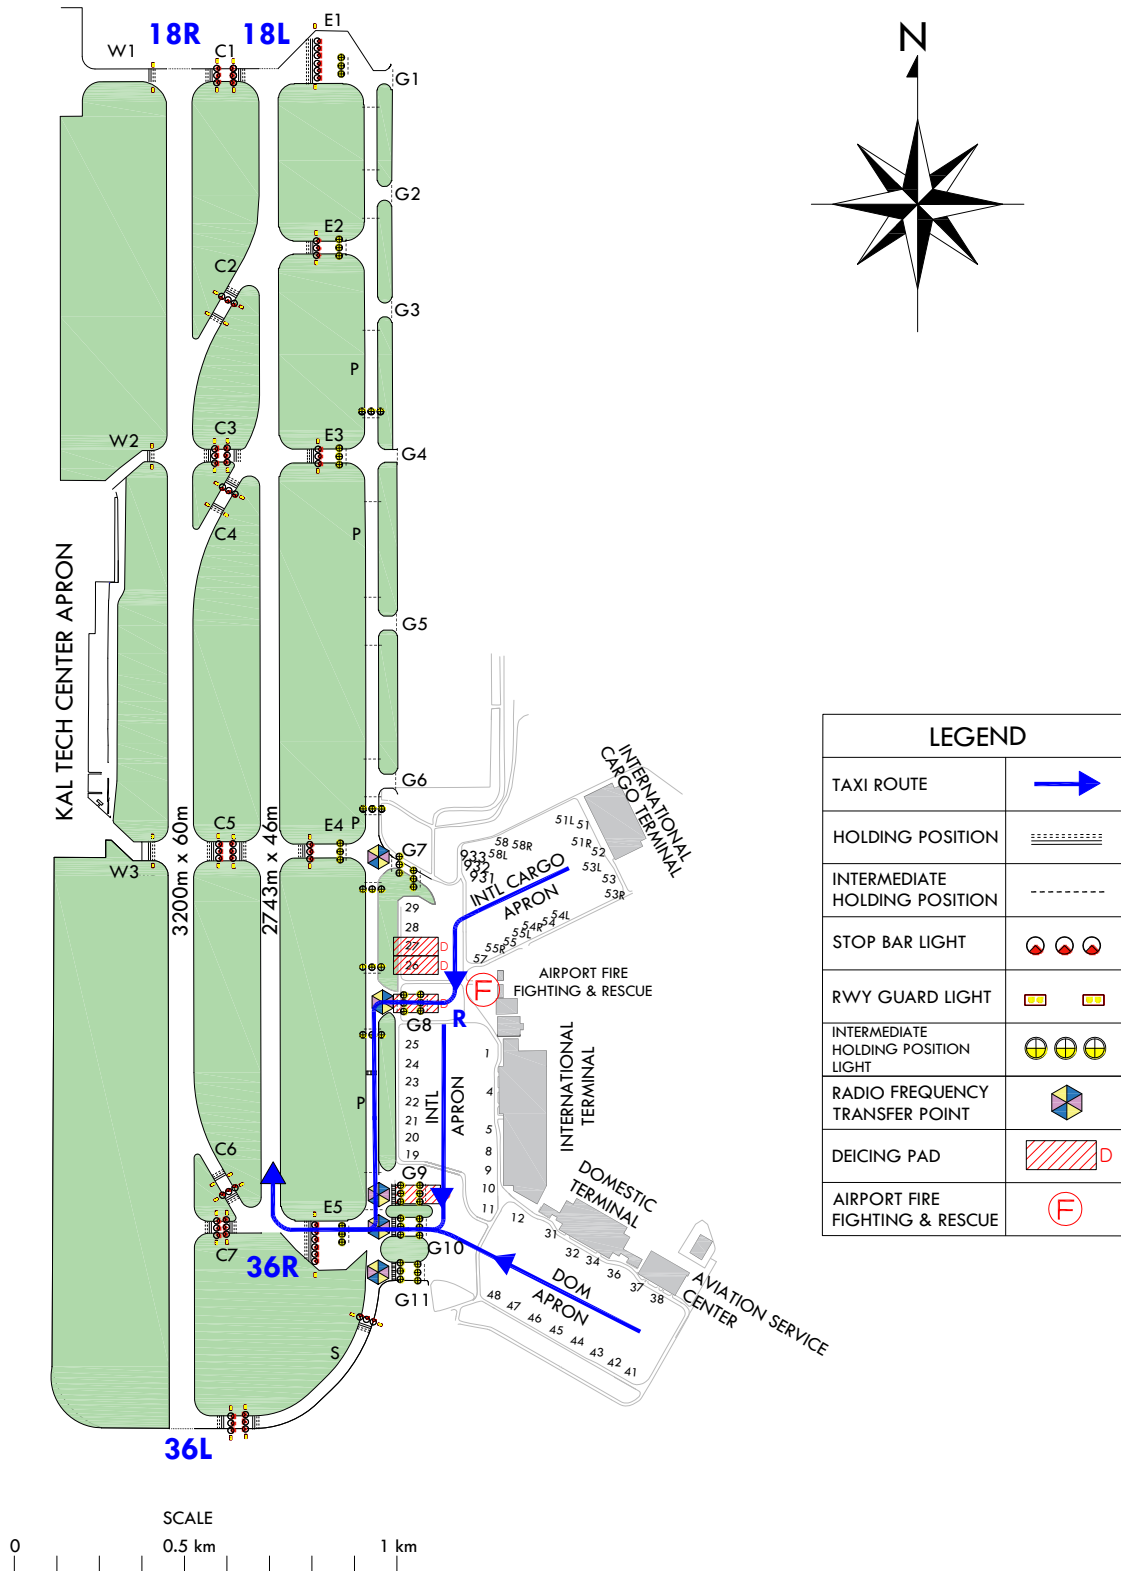 18R 18L
E1
W1
C1
G1
N
G2
E2
C2
G3
P
C3
E3
W2
G4
C4
P
KAL TECH CENTER APRON
G5
G6
3200m x 60m
2743m x 46m
INTERNATIONAL
CARGO TERMINAL
LEGEND
TAXI ROUTE
HOLDING POSITION
INTERMEDIATE
HOLDING POSITION
STOP BAR LIGHT
RWY GUARD LIGHT
INTERMEDIATE
HOLDING POSITION
LIGHT
RADIO FREQUENCY
TRANSFER POINT
DEICING PAD
D
AIRPORT FIRE
FIGHTING & RESCUE
F
P
C5
E4
W3
G7
51L 51
51R
52
53L
53
53R
58 58R
58L
933
932
931
INTL CARGO
APRON
54L
54
54R
55L
55
55R
57
29
28
27
D
26
D
D
F
AIRPORT FIRE
FIGHTING & RESCUE
R
G8
25
24
23
22
21
20
19
INTL
APRON
1
4
5
8
9
10
11
INTERNATIONAL
TERMINAL
P
C6
G9
E5
C7
G10
36R
G11
12
31
32
34
36
37
38
DOMESTIC
TERMINAL
DOM
APRON
AVIATION SERVICE
CENTER
48
47
46
45
44
43
42
41
S
36L
SCALE
0 0.5 km 1 km